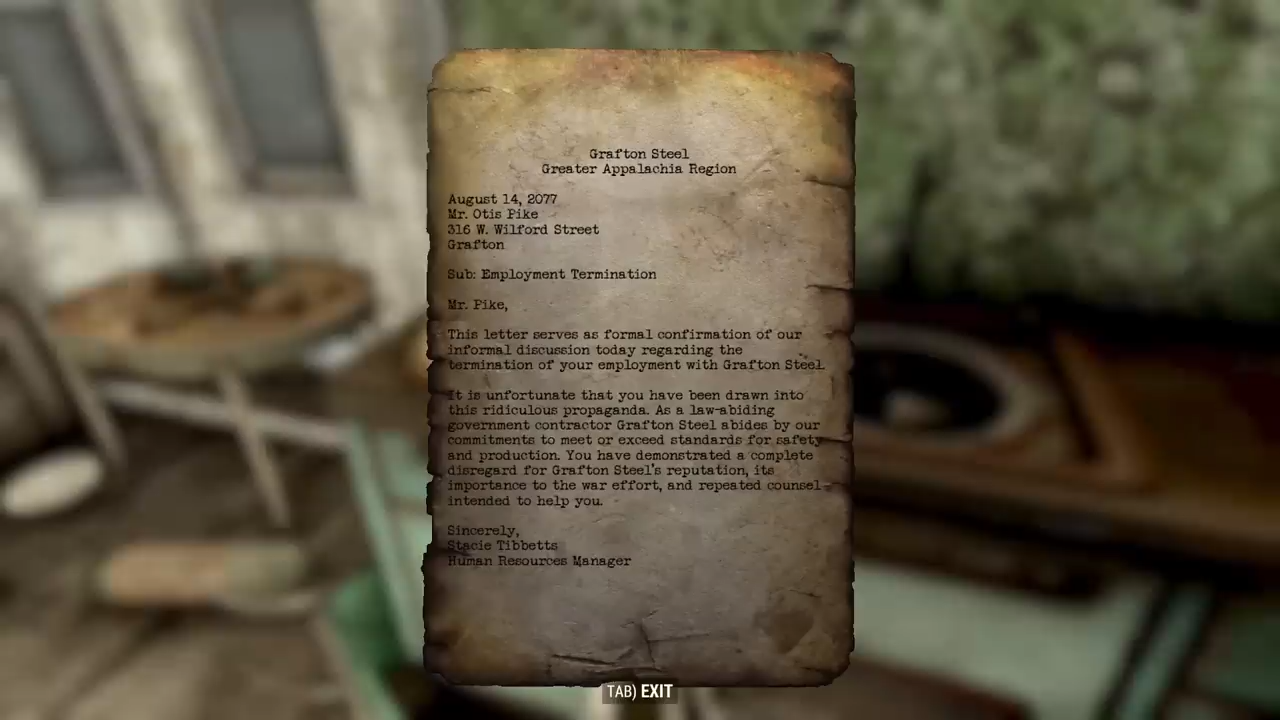 Grafton Steel
Greater Appalachia Region
August 14, 2077
Mr. Otis Pike
316 W. Wilford Street
Grafton
Sub: Employment Termination
Mr. Pike,
This letter serves as formal confirmation of our
informal discussion today regarding the
termination of your employment with Grafton Steel.
It is unfortunate that you have been drawn into
this ridiculous propaganda. As a law-abiding
government contractor Grafton Steel abides by our
commitments to meet or exceed standards for safety
and production. You have demonstrated a complete
disregard for Grafton Steel's reputation, its
importance to the war effort, and repeated counsel
intended to help you.
Sincerely,
Stacie Tibbetts
Human Resources Manager
TAB) EXIT